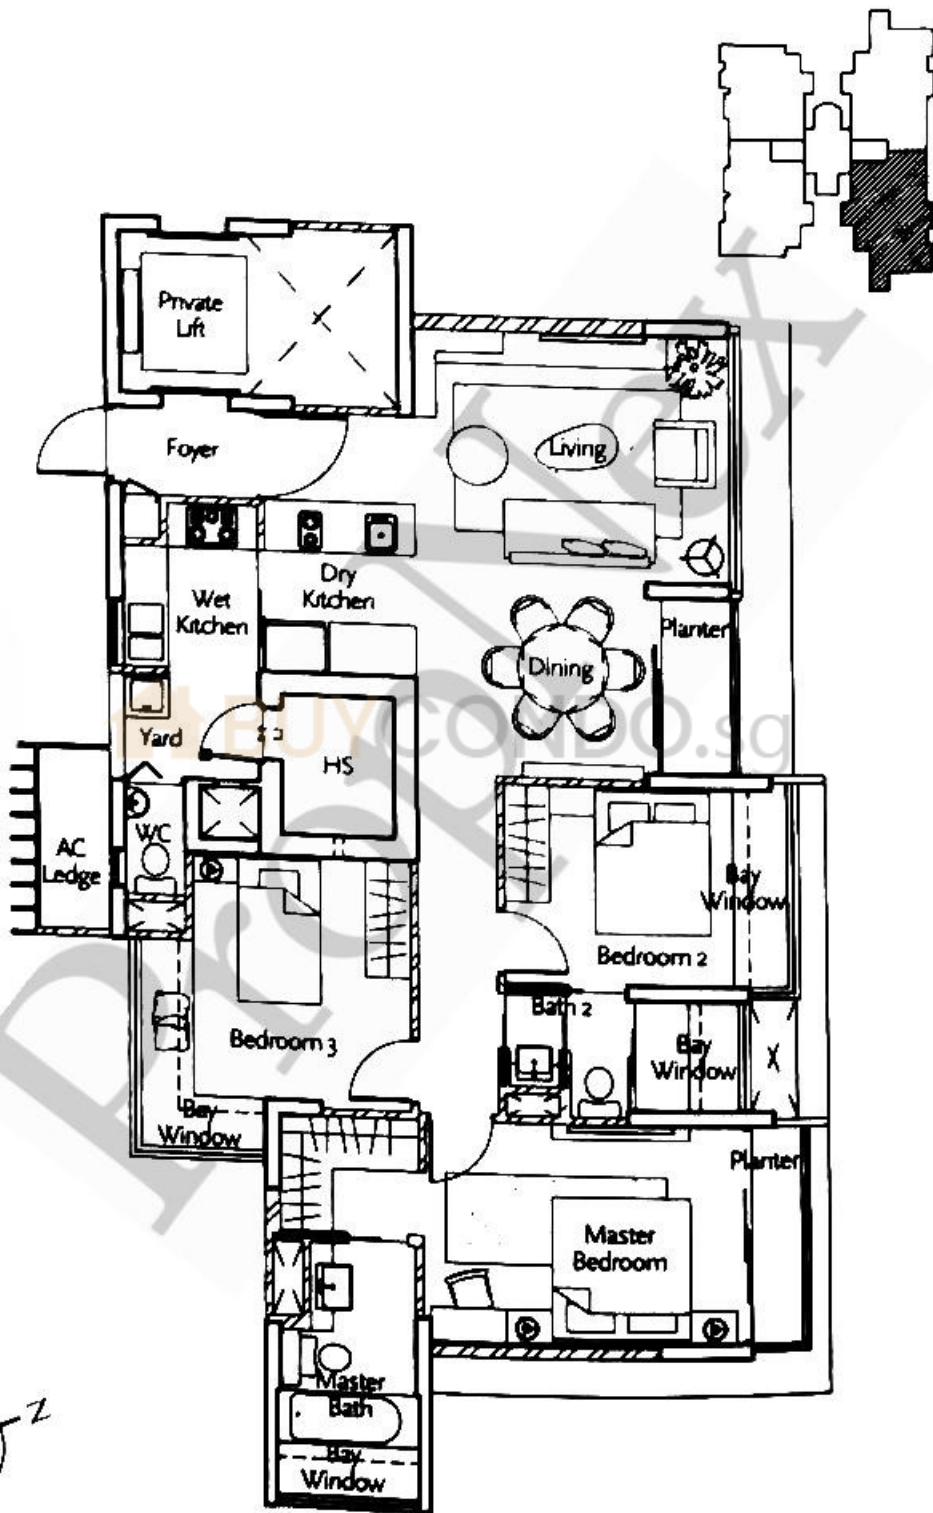 Private
Lift
Foyer
Living
Dry
Kitchen
Wet
Kitchen
Planter
Dining
BUYCONDO.sg
Yard
HS
WC
AC
Ledge
Bay
Window
Bedroom 2
Bath 2
Bedroom 3
Bay
Window
Bay
Window
Planter
Master
Bedroom
Master
Bath
Bay
Window
Z
PropNex